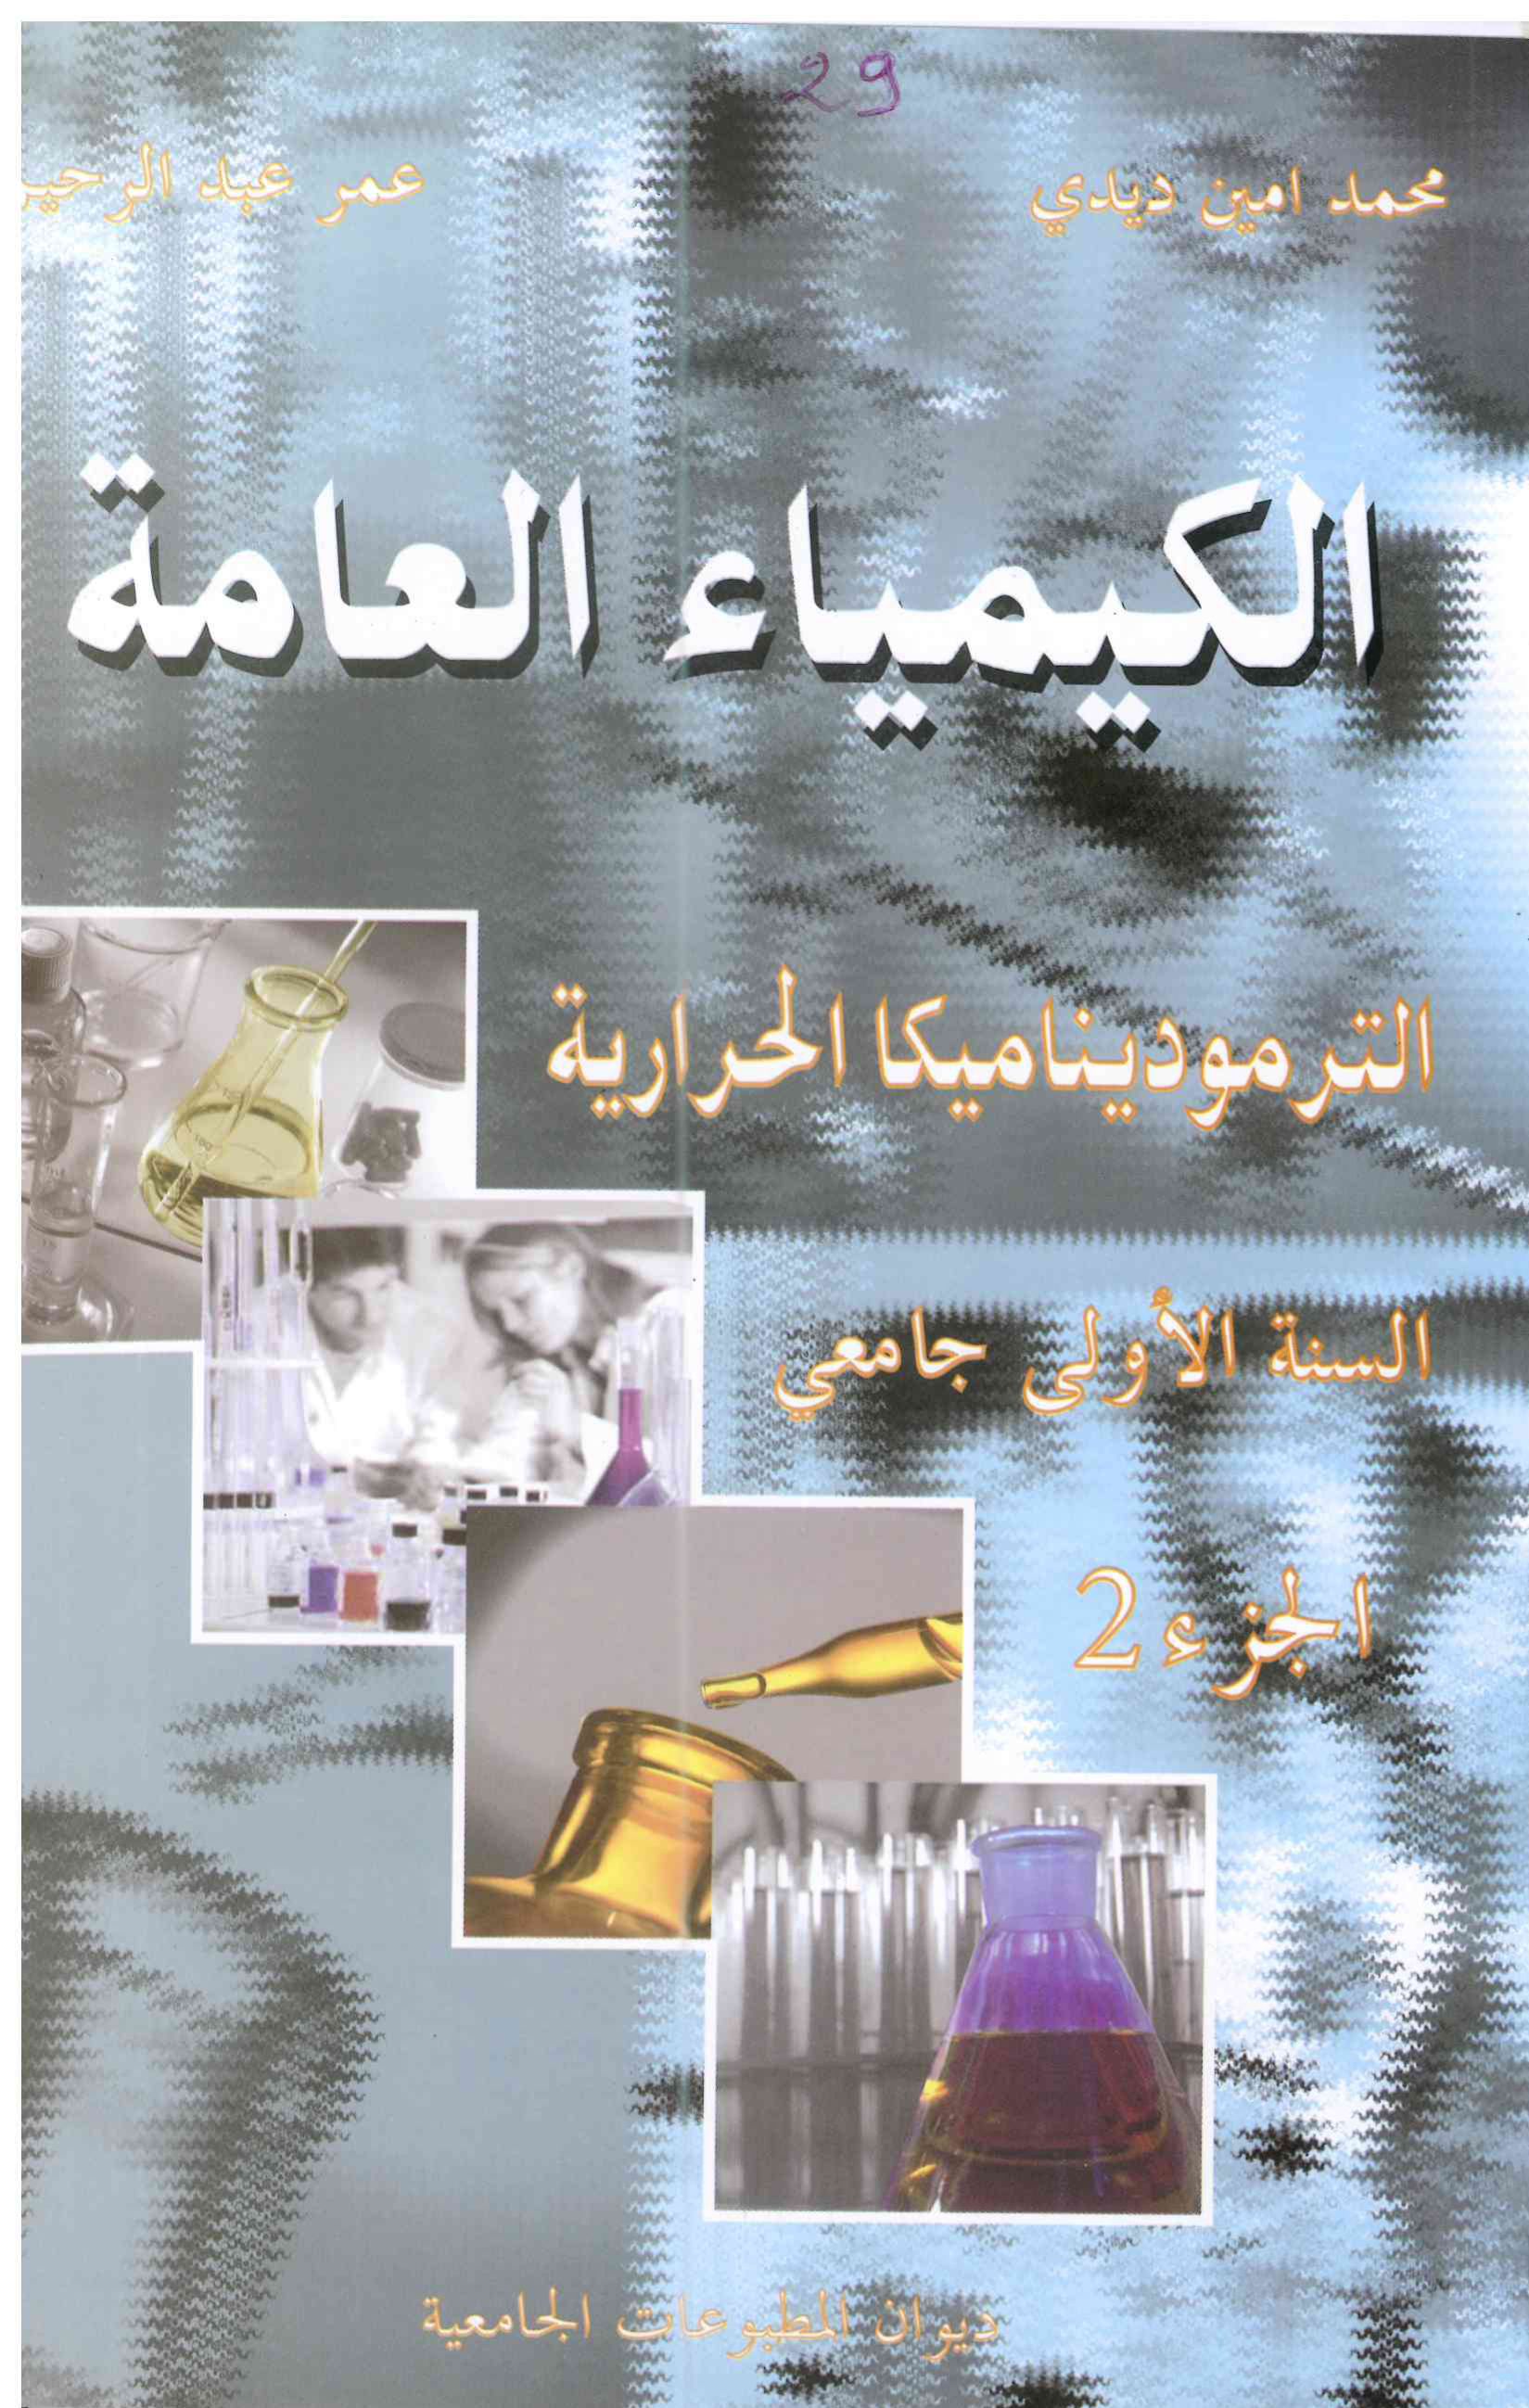 29
محمد امين ديدي عمر عبد الرحيم
الكيمياء العامة
الترموديناميكا الحرارية
السنة الأولى جامعي
الجزء 2
ديوان المطبوعات الجامعية